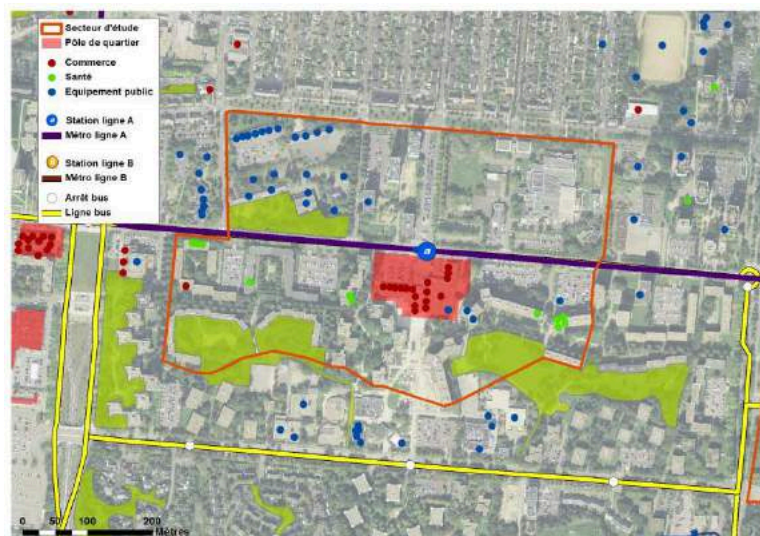 Secteur d'étude
Pôle de quartier
Commerce
Santé
Equipement public
Station ligne A
Métro ligne A
Station ligne B
Métro ligne B
Arrêt bus
Ligne bus
a
0 50 100 200
Mètres